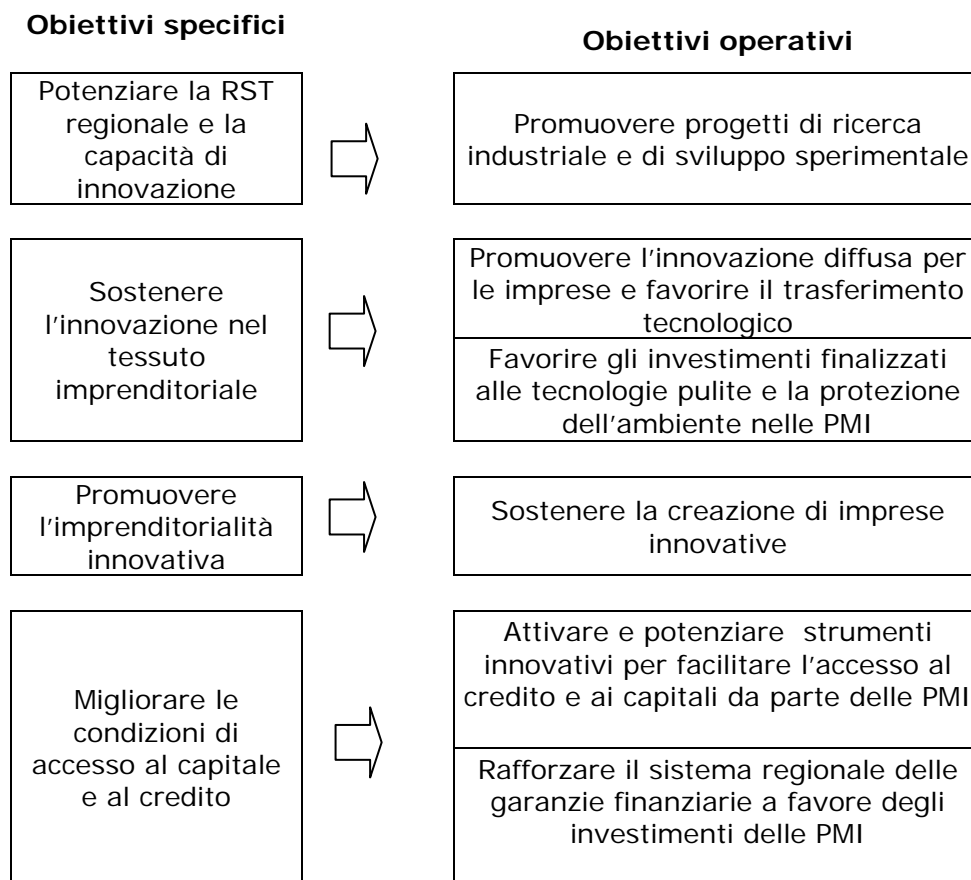 Obiettivi specifici
Obiettivi operativi
Potenziare la RST
regionale e la
capacità di
innovazione
Promuovere progetti di ricerca
industriale e di sviluppo sperimentale
Sostenere
l'innovazione nel
tessuto
imprenditoriale
Promuovere l'innovazione diffusa per
le imprese e favorire il trasferimento
tecnologico
Favorire gli investimenti finalizzati
alle tecnologie pulite e la protezione
dell'ambiente nelle PMI
Promuovere
l'imprenditorialità
innovativa
Sostenere la creazione di imprese
innovative
Migliorare le
condizioni di
accesso al capitale
e al credito
Attivare e potenziare strumenti
innovativi per facilitare l'accesso al
credito e ai capitali da parte delle PMI
Rafforzare il sistema regionale delle
garanzie finanziarie a favore degli
investimenti delle PMI